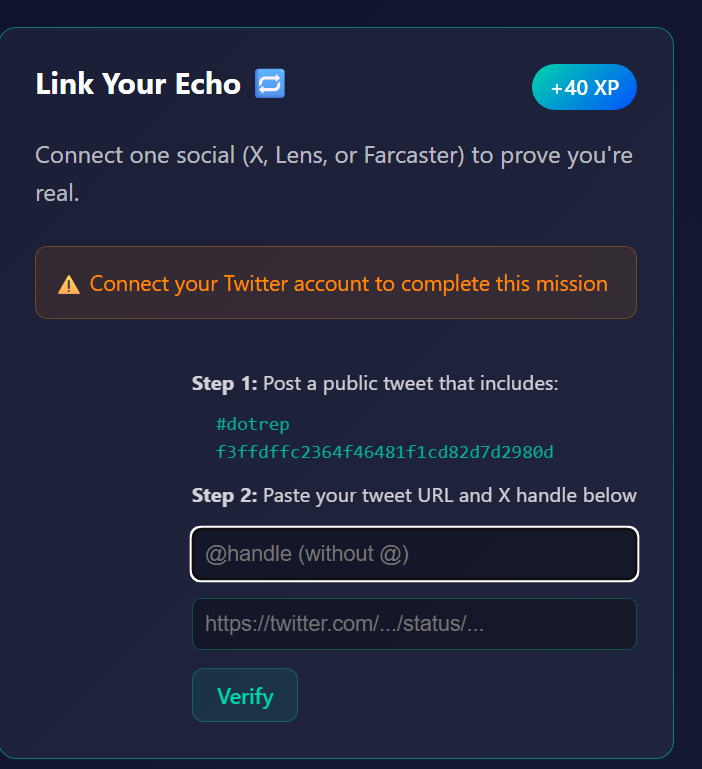 Link Your Echo 🔁
+40 XP
Connect one social (X, Lens, or Farcaster) to prove you're
real.
⚠️ Connect your Twitter account to complete this mission
Step 1: Post a public tweet that includes:
#dotrep
f3ffdffc2364f46481f1cd82d7d2980d
Step 2: Paste your tweet URL and X handle below
@handle (without @)
https://twitter.com/.../status/...
Verify